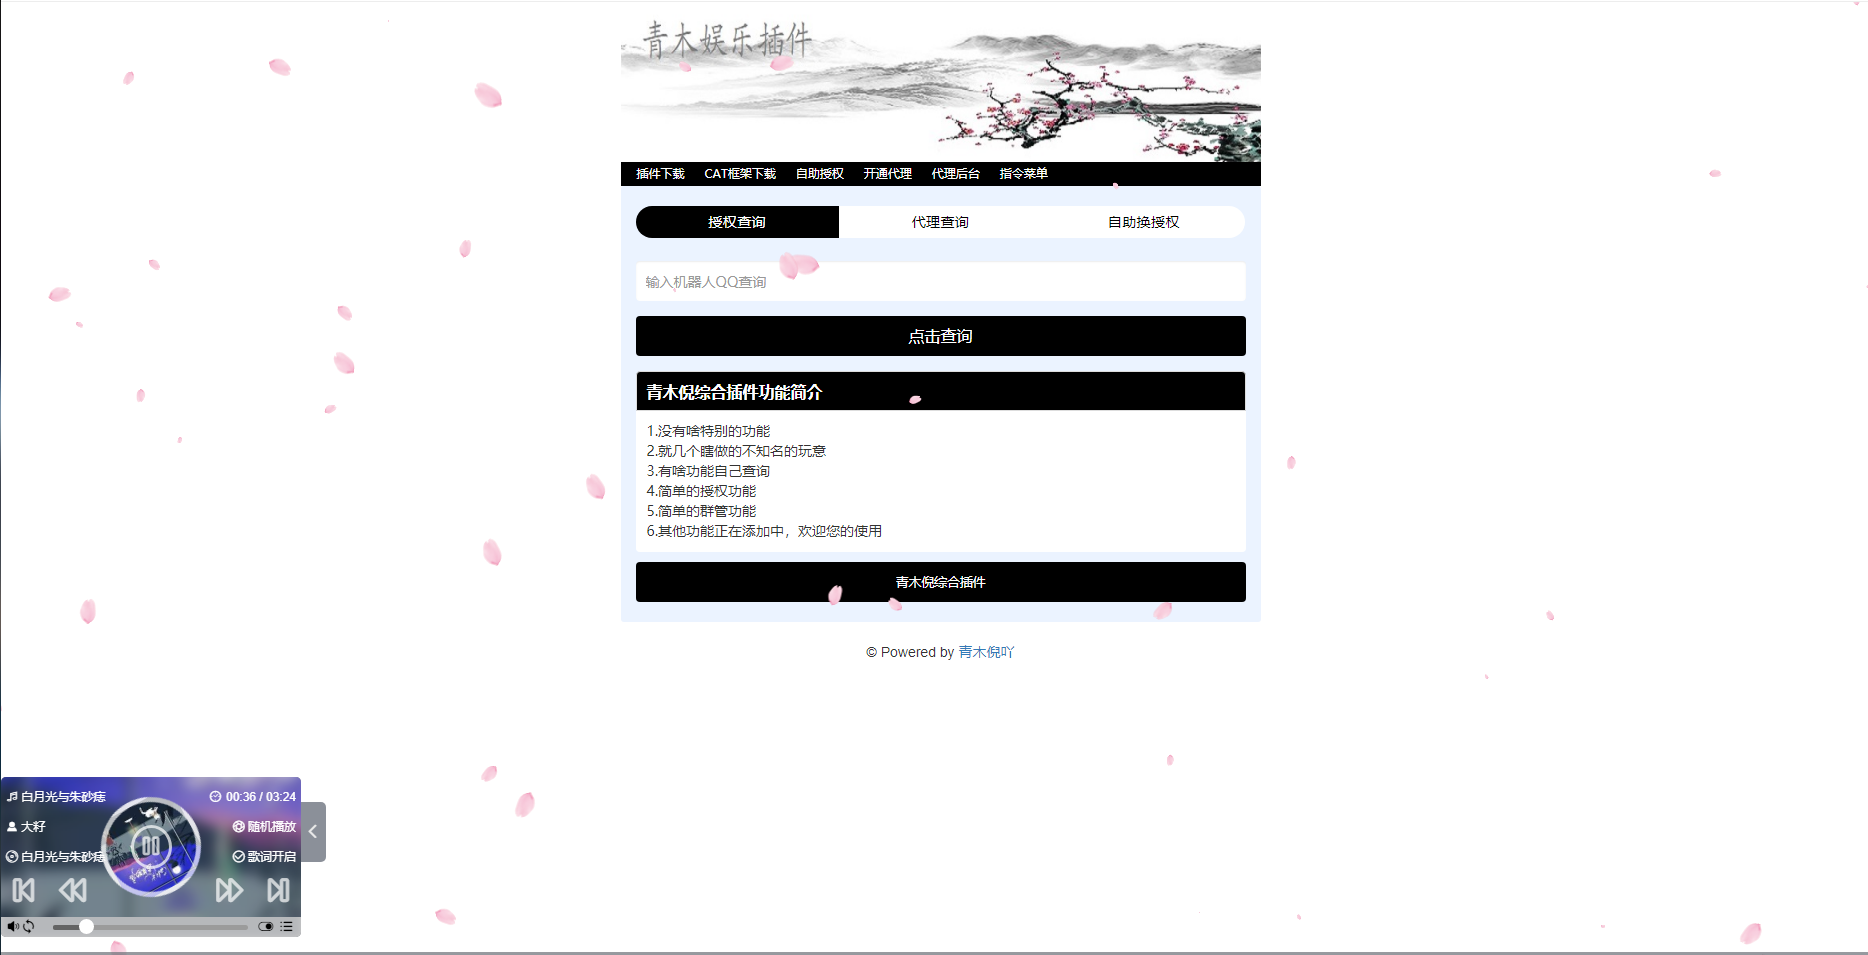 青木娱乐插件
插件下载 CAT框架下载 自助授权 开通代理 代理后台 指令菜单
授权查询 代理查询 自助换授权
输入机器人QQ查询
点击查询
青木倪综合插件功能简介
1.没有啥特别的功能
2.就几个瞎做的不知名的玩意
3.有啥功能自己查询
4.简单的授权功能
5.简单的群管功能
6.其他功能正在添加中，欢迎您的使用
青木倪综合插件
© Powered by 青木倪吖
白月光与朱砂痣 00:36 / 03:24
大籽 随机播放
白月光与朱砂痣 歌词开启